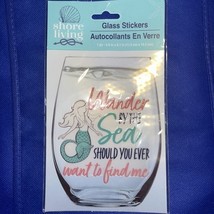 shore
living
Glass Stickers
Autocollants En Verre
Wander
BY THE
Sea
SHOULD YOU EVER
want to find me